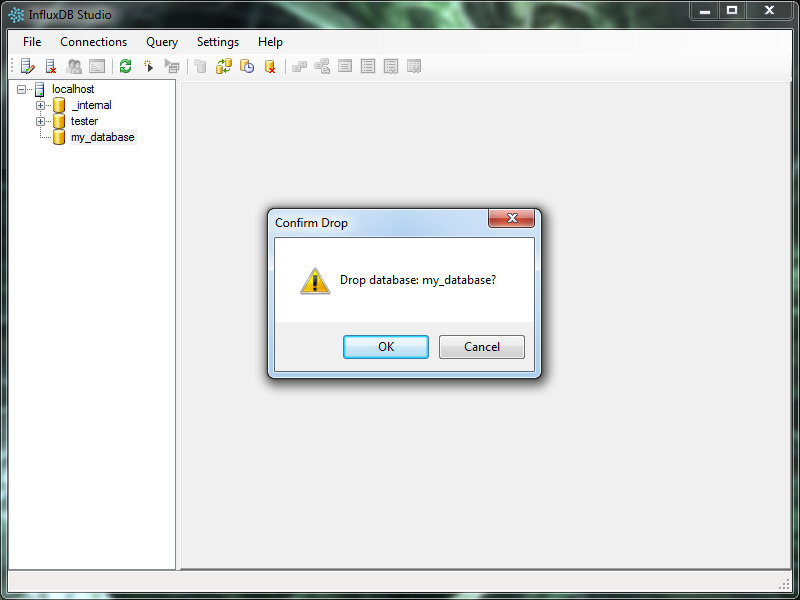 InfluxDB Studio
File Connections Query Settings Help
localhost
_internal
tester
my_database
Confirm Drop
Drop database: my_database?
OK Cancel